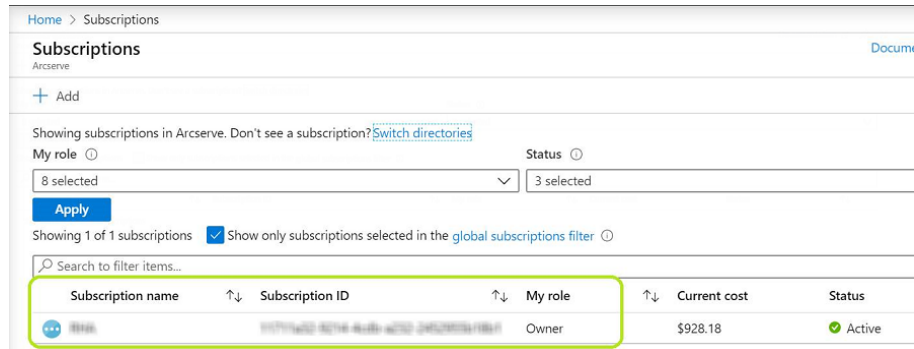 Home > Subscriptions
Subscriptions
Arcserve
Docume
+ Add
Showing subscriptions in Arcserve. Don't see a subscription? Switch directories
My role
Status
8 selected
3 selected
Apply
Showing 1 of 1 subscriptions Show only subscriptions selected in the global subscriptions filter
Search to filter items...
Subscription name ↑↓ Subscription ID ↑↓ My role ↑↓ Current cost Status
Owner $928.18 Active